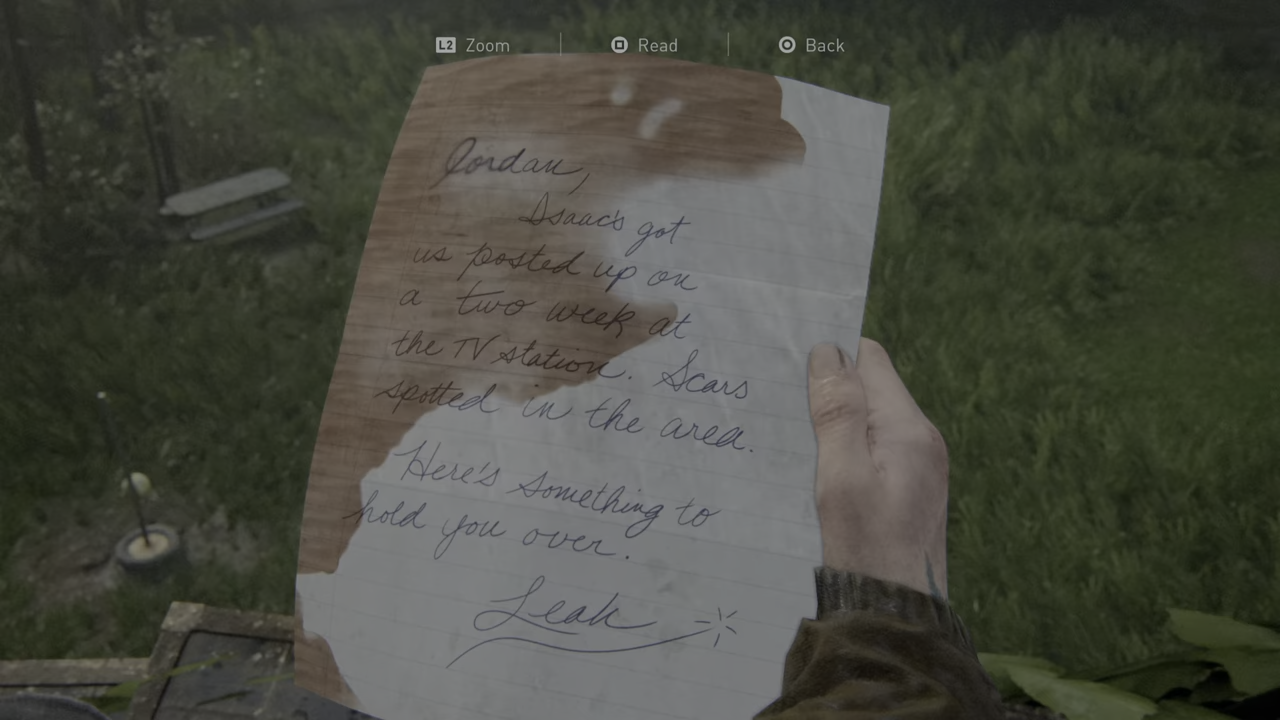 L2 Zoom Read Back
Jordan,
Isaac's got
us posted up on
a two week at
the TV station. Scars
spotted in the area.
Here's something to
hold you over.
Leah